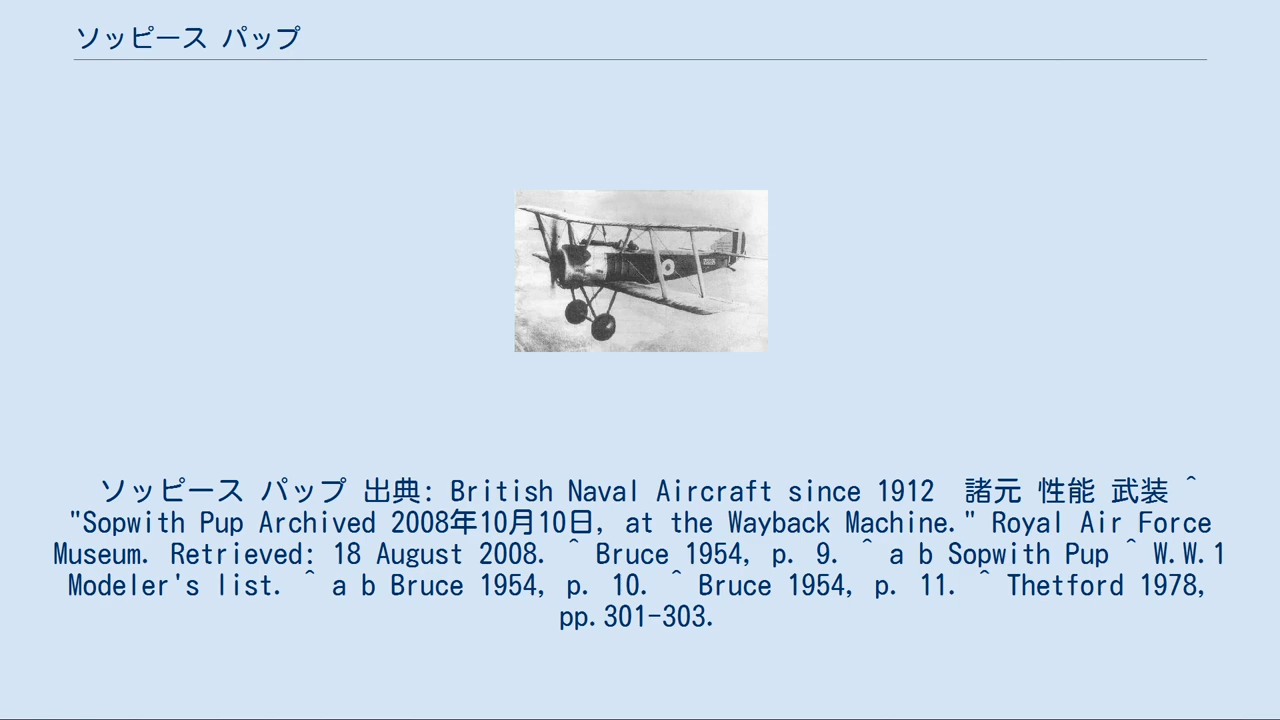 ソッピース パップ
ソッピース パップ 出典: British Naval Aircraft since 1912 諸元 性能 武装 ^
"Sopwith Pup Archived 2008年10月10日, at the Wayback Machine." Royal Air Force
Museum. Retrieved: 18 August 2008. ^ Bruce 1954, p. 9. ^ a b Sopwith Pup ^ W.W.1
Modeler's list. ^ a b Bruce 1954, p. 10. ^ Bruce 1954, p. 11. ^ Thetford 1978,
pp.301-303.